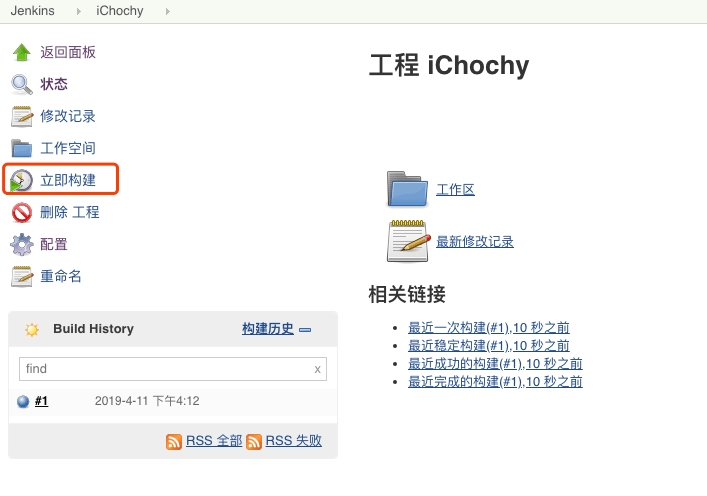 Jenkins iChochy
返回面板
状态
修改记录
工作空间
立即构建
删除 工程
配置
重命名
Build History 构建历史
find x
#1 2019-4-11 下午4:12
RSS 全部 RSS 失败
工程 iChochy
工作区
最新修改记录
相关链接
最近一次构建(#1),10 秒之前
最近稳定构建(#1),10 秒之前
最近成功的构建(#1),10 秒之前
最近完成的构建(#1),10 秒之前